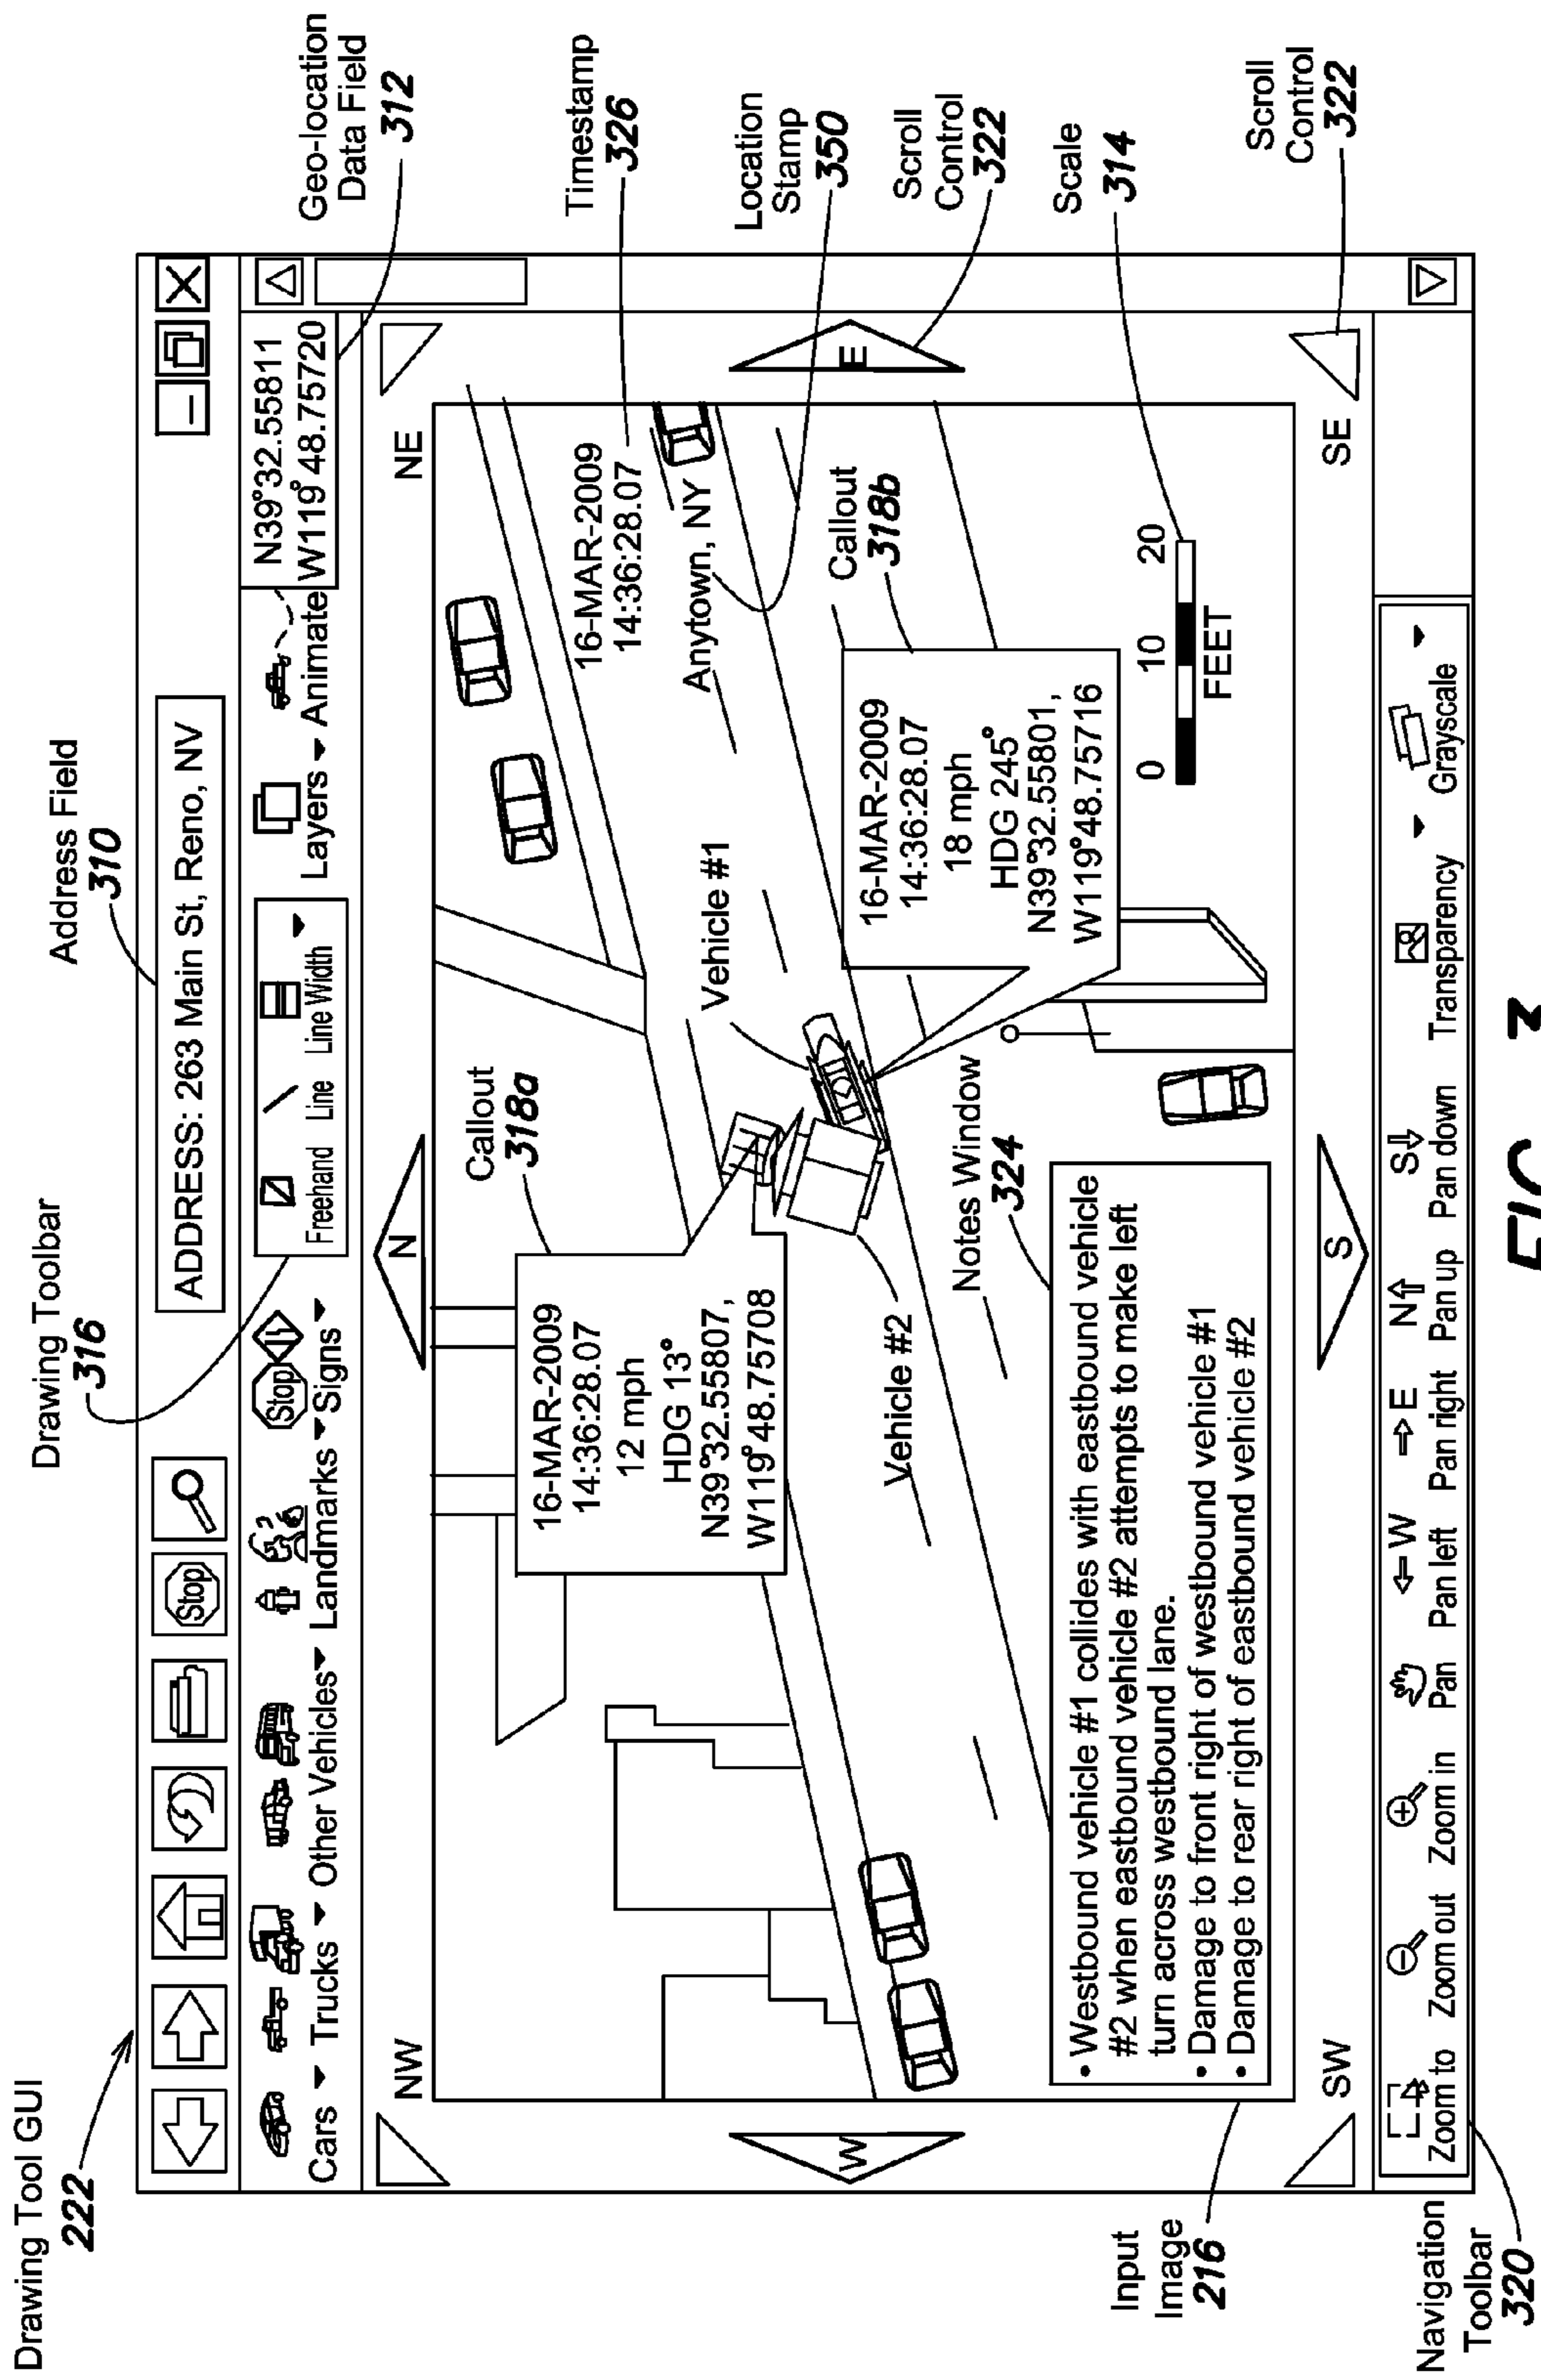 Drawing Tool GUI
222
Drawing Toolbar
316
Address Field
310
Geo-location
Data Field
312
Stop
ADDRESS: 263 Main St, Reno, NV
Cars
Trucks
Other Vehicles
Landmarks
Stop
Signs
Freehand
Line
Line Width
Layers
Animate
N39°32.55811
W119°48.75720
NW
N
NE
Timestamp
326
16-MAR-2009
14:36:28.07
Anytown, NY
Location
Stamp
350
Callout
318a
16-MAR-2009
14:36:28.07
12 mph
HDG 13°
N39°32.55807,
W119°48.75708
Vehicle #1
Vehicle #2
W
E
Scroll
Control
322
Callout
318b
16-MAR-2009
14:36:28.07
18 mph
HDG 245°
N39°32.55801,
W119°48.75716
Notes Window
324
• Westbound vehicle #1 collides with eastbound vehicle
#2 when eastbound vehicle #2 attempts to make left
turn across westbound lane.
• Damage to front right of westbound vehicle #1
• Damage to rear right of eastbound vehicle #2
0 10 20
FEET
Scale
314
Input
Image
216
SW
S
SE
Scroll
Control
322
W
E
N
S
Zoom to
Zoom out
Zoom in
Pan
Pan left
Pan right
Pan up
Pan down
Transparency
Grayscale
Navigation
Toolbar
320